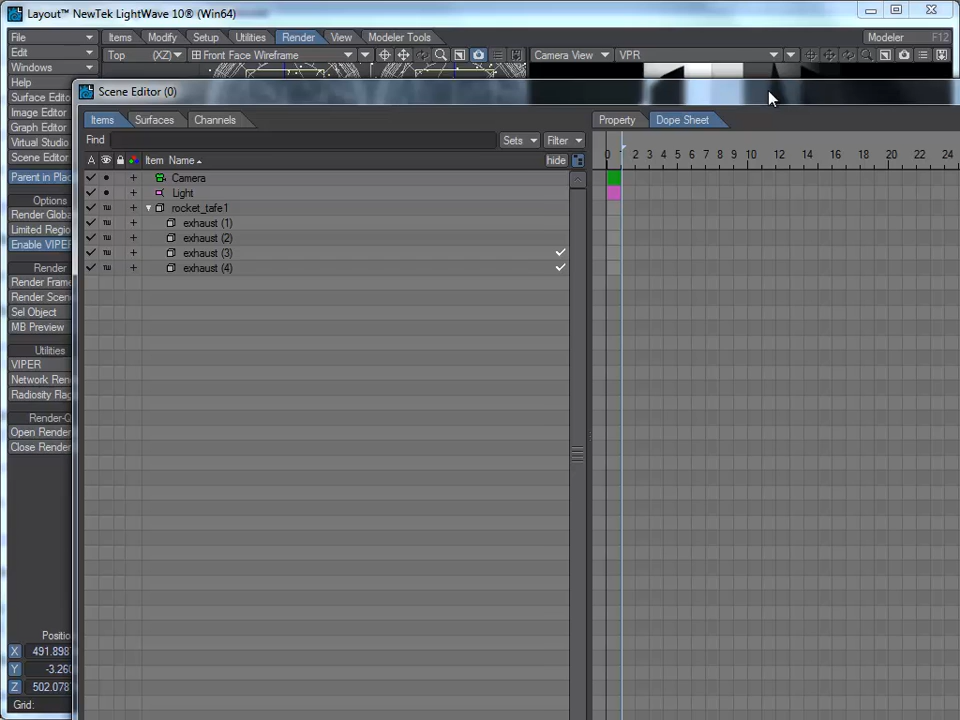 Layout™ NewTek LightWave 10® (Win64)
File
Items Modify Setup Utilities Render View Modeler Tools
Modeler F12
Edit
Top (XZ) Front Face Wireframe
Camera View VPR
Windows
Help
Scene Editor (0)
Surface Edito
Image Editor
Graph Editor
Virtual Studio
Scene Editor
Items Surfaces Channels
Property Dope Sheet
Find
Sets Filter
A Item Name hide
0 2 3 4 5 6 7 8 9 10 12 14 16 18 20 22 24
Camera
Light
rocket_tafe1
exhaust (1)
exhaust (2)
exhaust (3)
exhaust (4)
Parent in Plac
Options
Render Globa
Limited Regio
Enable VIPER
Render
Render Frame
Render Scen
Sel Object
MB Preview
Utilities
VIPER
Network Ren
Radiosity Flag
Render-Q
Open Render
Close Render
Positio
X 491.898
Y -3.260
Z 502.078
Grid: